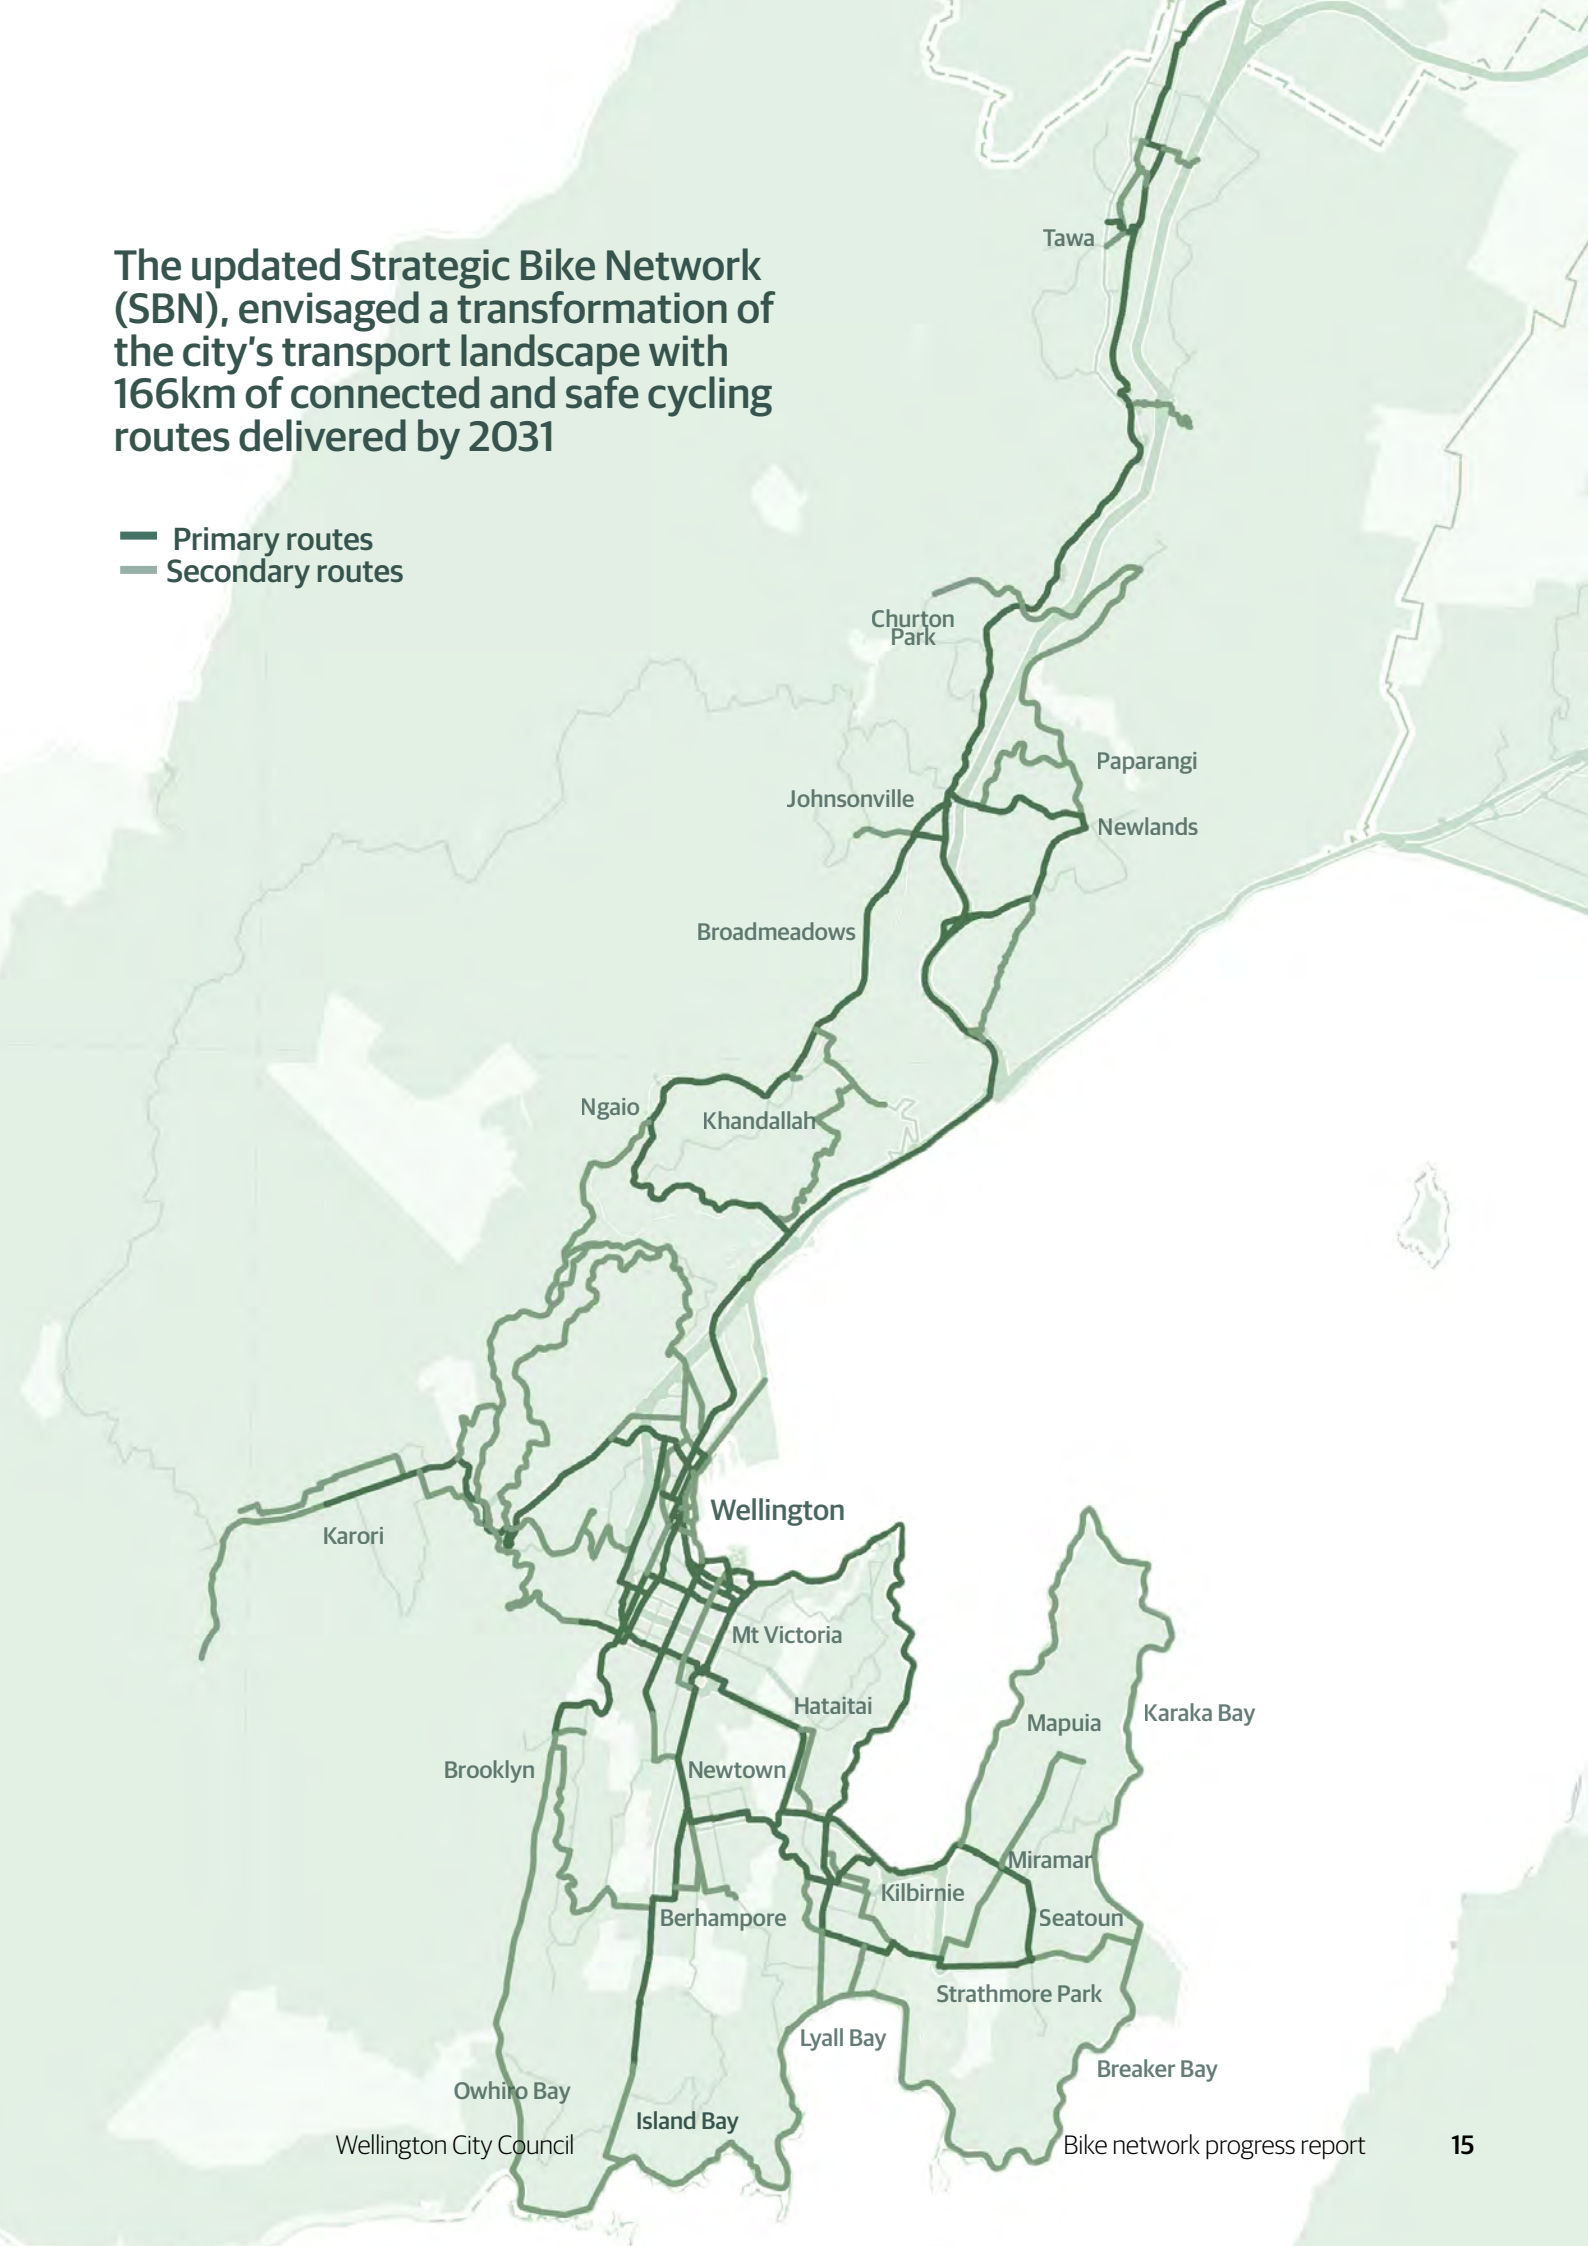 The updated Strategic Bike Network
(SBN), envisaged a transformation of
the city's transport landscape with
166km of connected and safe cycling
routes delivered by 2031
Primary routes
Secondary routes
Tawa
Churton
Park
Paparangi
Johnsonville
Newlands
Broadmeadows
Ngaio
Khandallah
Wellington
Karori
Mt Victoria
Hataitai
Karaka Bay
Mapuia
Brooklyn
Newtown
Miramar
Kilbirnie
Berhampore
Seatoun
Strathmore Park
Lyall Bay
Breaker Bay
Owhiro Bay
Island Bay
Wellington City Council
Bike network progress report
15